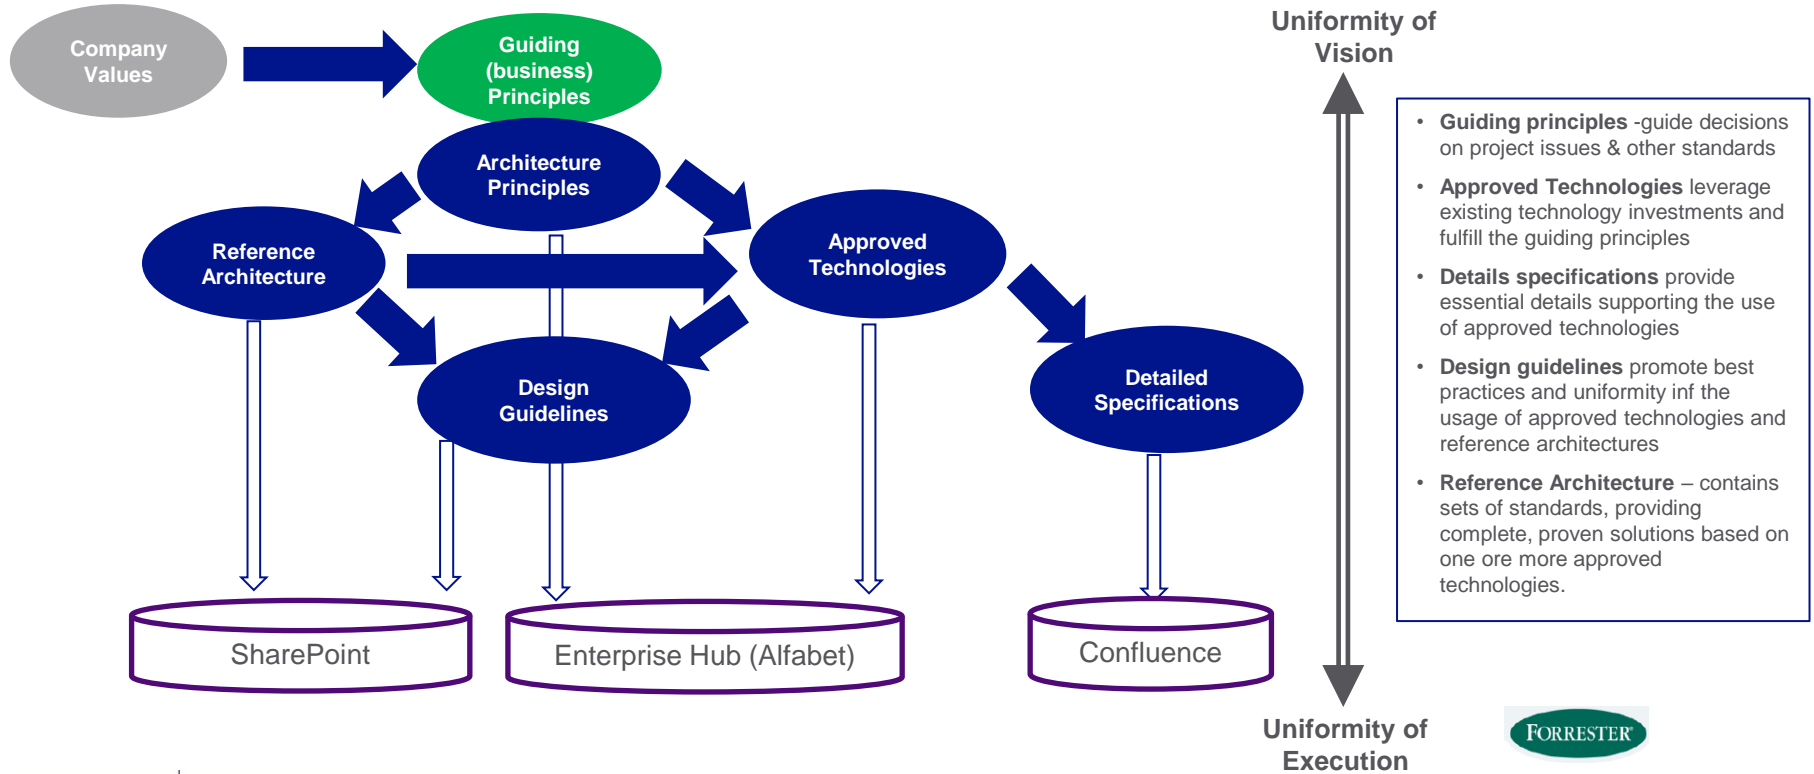 Company
Values
Guiding
(business)
Principles
Architecture
Principles
Reference
Architecture
Approved
Technologies
Design
Guidelines
Detailed
Specifications
SharePoint
Enterprise Hub (Alfabet)
Confluence
Uniformity of
Vision
Uniformity of
Execution
• Guiding principles -guide decisions
on project issues & other standards
• Approved Technologies leverage
existing technology investments and
fulfill the guiding principles
• Details specifications provide
essential details supporting the use
of approved technologies
• Design guidelines promote best
practices and uniformity inf the
usage of approved technologies and
reference architectures
• Reference Architecture – contains
sets of standards, providing
complete, proven solutions based on
one ore more approved
technologies.
FORRESTER®